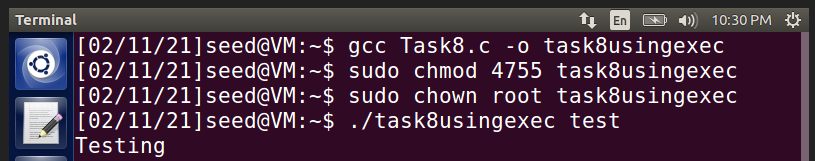 Terminal En 10:30 PM
[02/11/21]seed@VM:~$ gcc Task8.c -o task8usingexec
[02/11/21]seed@VM:~$ sudo chmod 4755 task8usingexec
[02/11/21]seed@VM:~$ sudo chown root task8usingexec
[02/11/21]seed@VM:~$ ./task8usingexec test
Testing